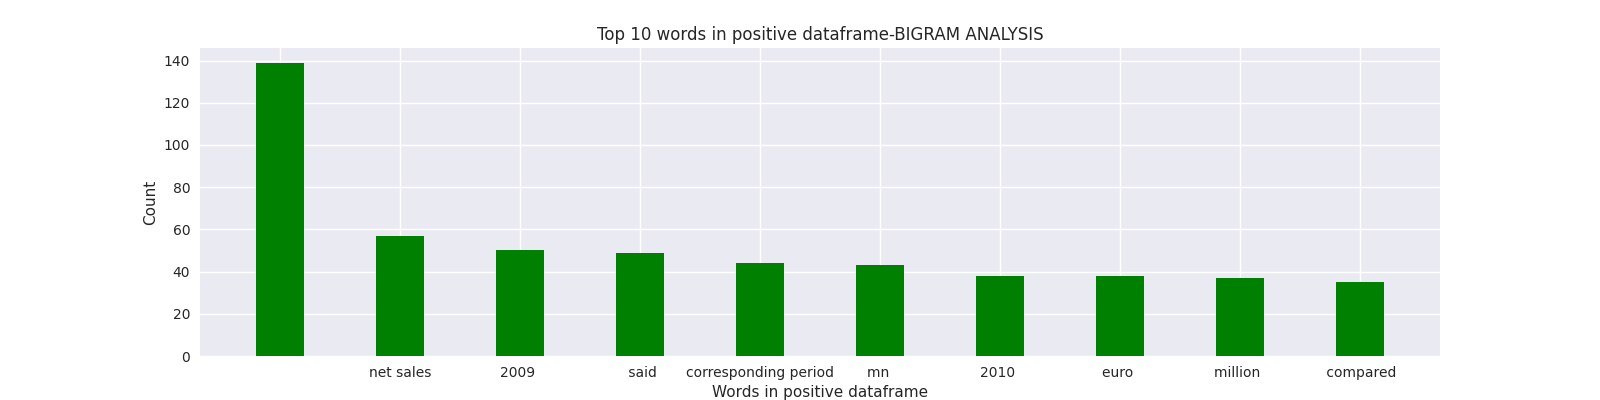 Top 10 words in positive dataframe-BIGRAM ANALYSIS
140
120
100
80
60
40
20
0
Count
net sales 2009 said corresponding period mn 2010 euro million compared
Words in positive dataframe